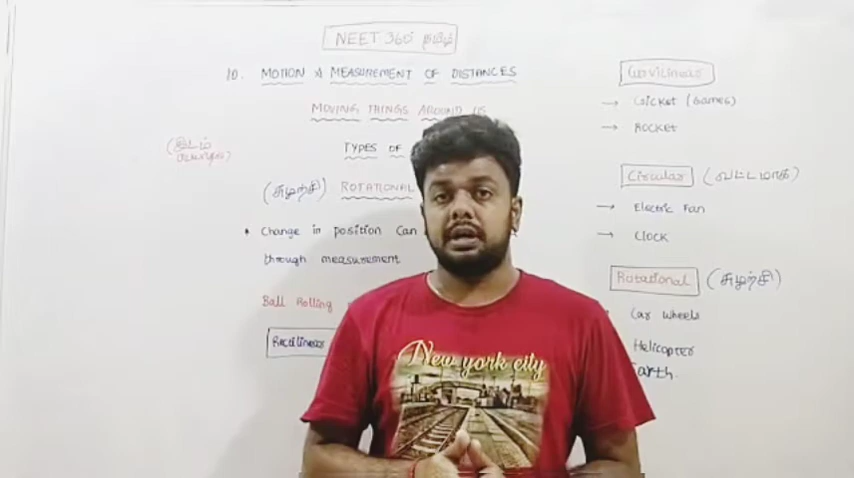 NEET 360° தமிழ்
10. MOTION & MEASUREMENT OF DISTANCES
MOVING THINGS AROUND US
TYPES OF
(சுழற்சி) ROTATIONAL
Change in position Can
through measurement
Ball Rolling
Rectilinear
Curvilinear
→ Cricket (Games)
→ Rocket
Circular (வட்டமாக)
→ Electric Fan
→ Clock
Rotational (சுழற்சி)
Car Wheels
Helicopter
Earth.
New york city